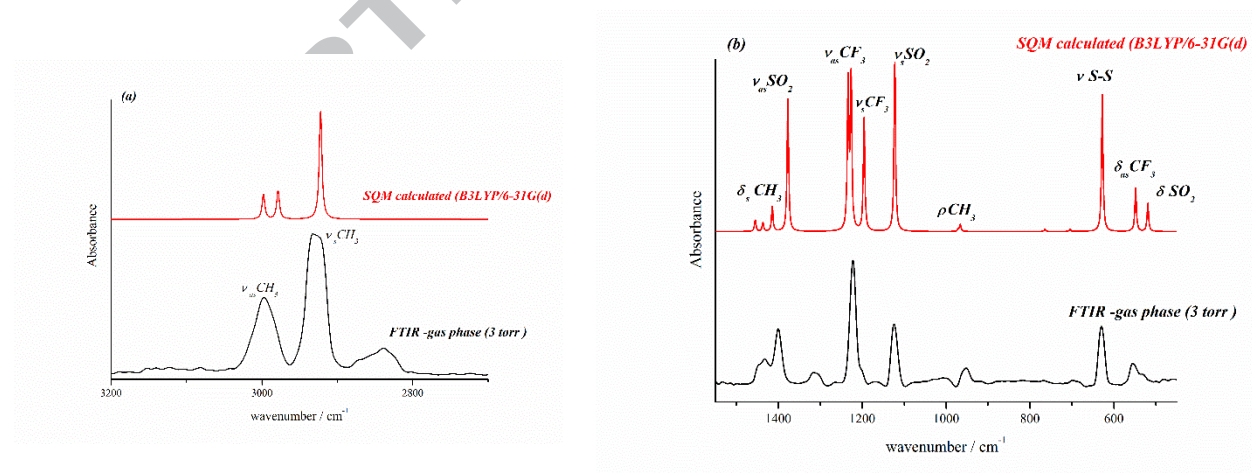 (a)
SQM calculated (B3LYP/6-31G(d)
νsCH3
νasCH3
FTIR -gas phase (3 torr )
Absorbance
3200 3000 2800
wavenumber / cm-1
(b)
SQM calculated (B3LYP/6-31G(d)
νasCF3
νsSO2
νasSO2
ν S-S
νsCF3
δsCH3
δasCF3
δ SO2
ρCH3
FTIR -gas phase (3 torr )
Absorbance
1400 1200 1000 800 600
wavenumber / cm-1